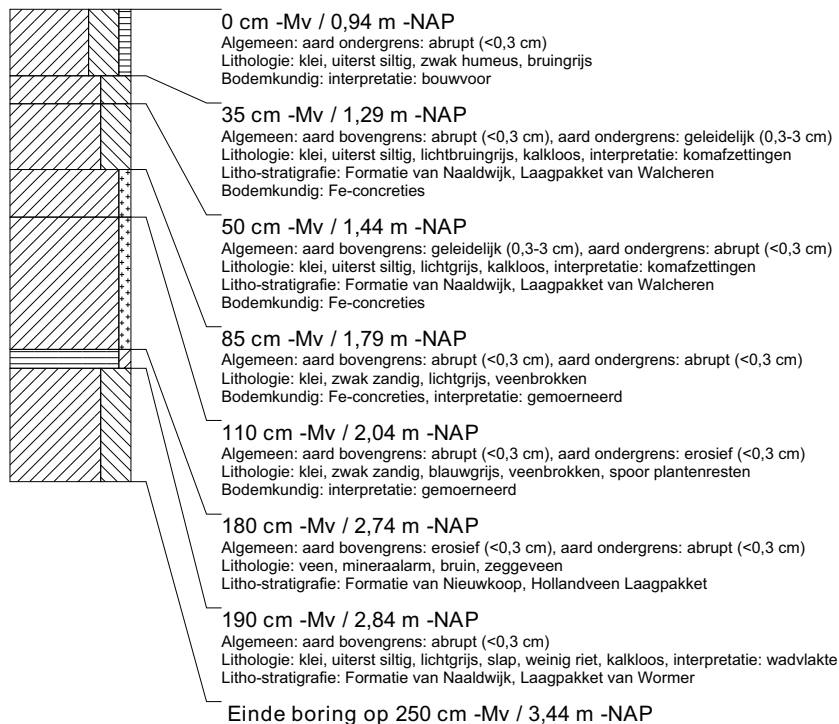 0 cm -Mv / 0,94 m -NAP
Algemeen: aard ondergrens: abrupt (<0,3 cm)
Lithologie: klei, uiterst siltig, zwak humeus, bruingrijs
Bodemkundig: interpretatie: bouwvoor
35 cm -Mv / 1,29 m -NAP
Algemeen: aard bovengrens: abrupt (<0,3 cm), aard ondergrens: geleidelijk (0,3-3 cm)
Lithologie: klei, uiterst siltig, lichtbruingrijs, kalkloos, interpretatie: komafzettingen
Litho-stratigrafie: Formatie van Naaldwijk, Laagpakket van Walcheren
Bodemkundig: Fe-concreties
50 cm -Mv / 1,44 m -NAP
Algemeen: aard bovengrens: geleidelijk (0,3-3 cm), aard ondergrens: abrupt (<0,3 cm)
Lithologie: klei, uiterst siltig, lichtgrijs, kalkloos, interpretatie: komafzettingen
Litho-stratigrafie: Formatie van Naaldwijk, Laagpakket van Walcheren
Bodemkundig: Fe-concreties
85 cm -Mv / 1,79 m -NAP
Algemeen: aard bovengrens: abrupt (<0,3 cm), aard ondergrens: abrupt (<0,3 cm)
Lithologie: klei, zwak zandig, lichtgrijs, veenbrokken
Bodemkundig: Fe-concreties, interpretatie: gemoerneerd
110 cm -Mv / 2,04 m -NAP
Algemeen: aard bovengrens: abrupt (<0,3 cm), aard ondergrens: erosief (<0,3 cm)
Lithologie: klei, zwak zandig, blauwgrijs, veenbrokken, spoor plantenresten
Bodemkundig: interpretatie: gemoerneerd
180 cm -Mv / 2,74 m -NAP
Algemeen: aard bovengrens: erosief (<0,3 cm), aard ondergrens: abrupt (<0,3 cm)
Lithologie: veen, mineraalarm, bruin, zeggeveen
Litho-stratigrafie: Formatie van Nieuwkoop, Hollandveen Laagpakket
190 cm -Mv / 2,84 m -NAP
Algemeen: aard bovengrens: abrupt (<0,3 cm)
Lithologie: klei, uiterst siltig, lichtgrijs, slap, weinig riet, kalkloos, interpretatie: wadvlakte
Litho-stratigrafie: Formatie van Naaldwijk, Laagpakket van Wormer
Einde boring op 250 cm -Mv / 3,44 m -NAP